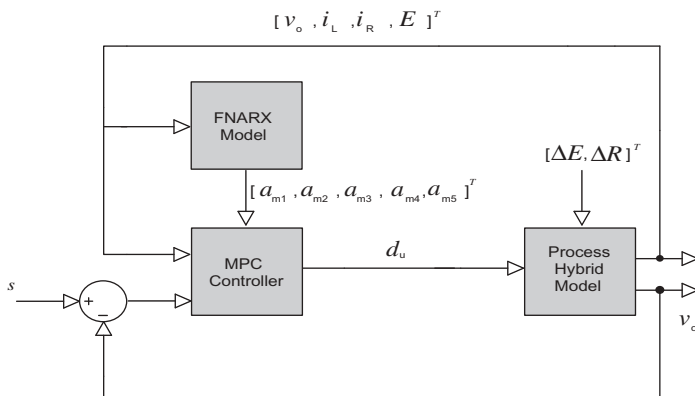 [ v_o , i_L , i_R , E ]^T
FNARX
Model
[ΔE, ΔR]^T
[ a_m1 , a_m2 , a_m3 , a_m4 , a_m5 ]^T
MPC
Controller
d_u
Process
Hybrid
Model
s
+
−
v_o